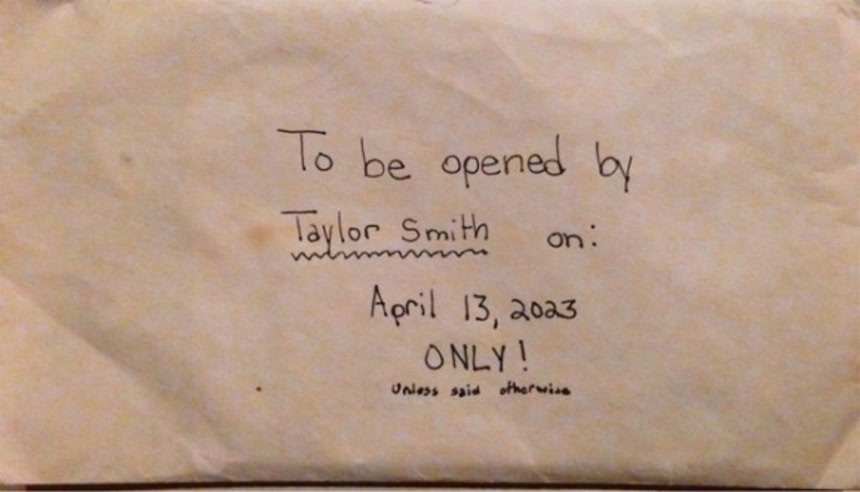 To be opened by
Taylor Smith on:
April 13, 2023
ONLY!
Unless said otherwise